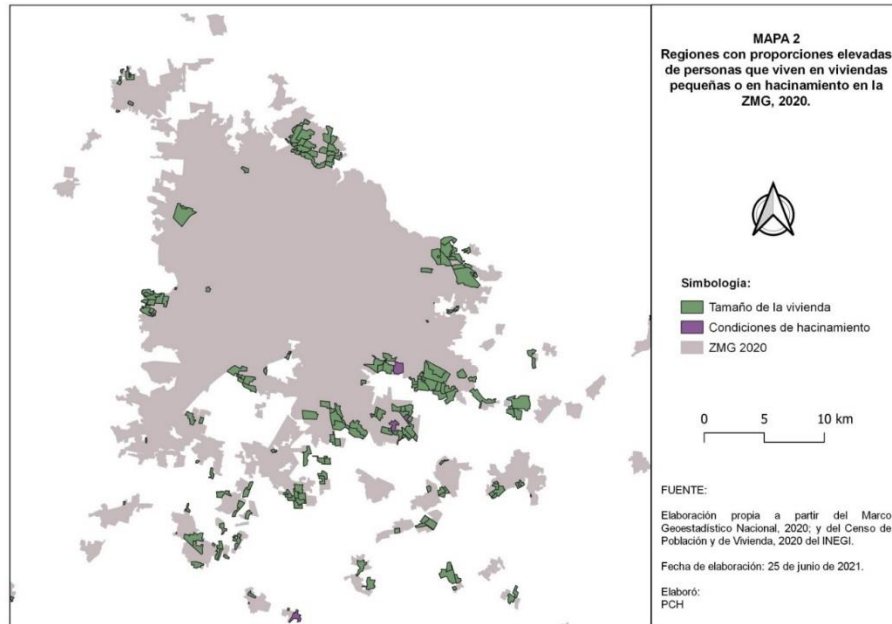 MAPA 2
Regiones con proporciones elevadas
de personas que viven en viviendas
pequeñas o en hacinamiento en la
ZMG, 2020.
Simbología:
Tamaño de la vivienda
Condiciones de hacinamiento
ZMG 2020
0 5 10 km
FUENTE:
Elaboración propia a partir del Marco
Geoestadístico Nacional, 2020; y del Censo de
Población y de Vivienda, 2020 del INEGI.
Fecha de elaboración: 25 de junio de 2021.
Elaboró:
PCH